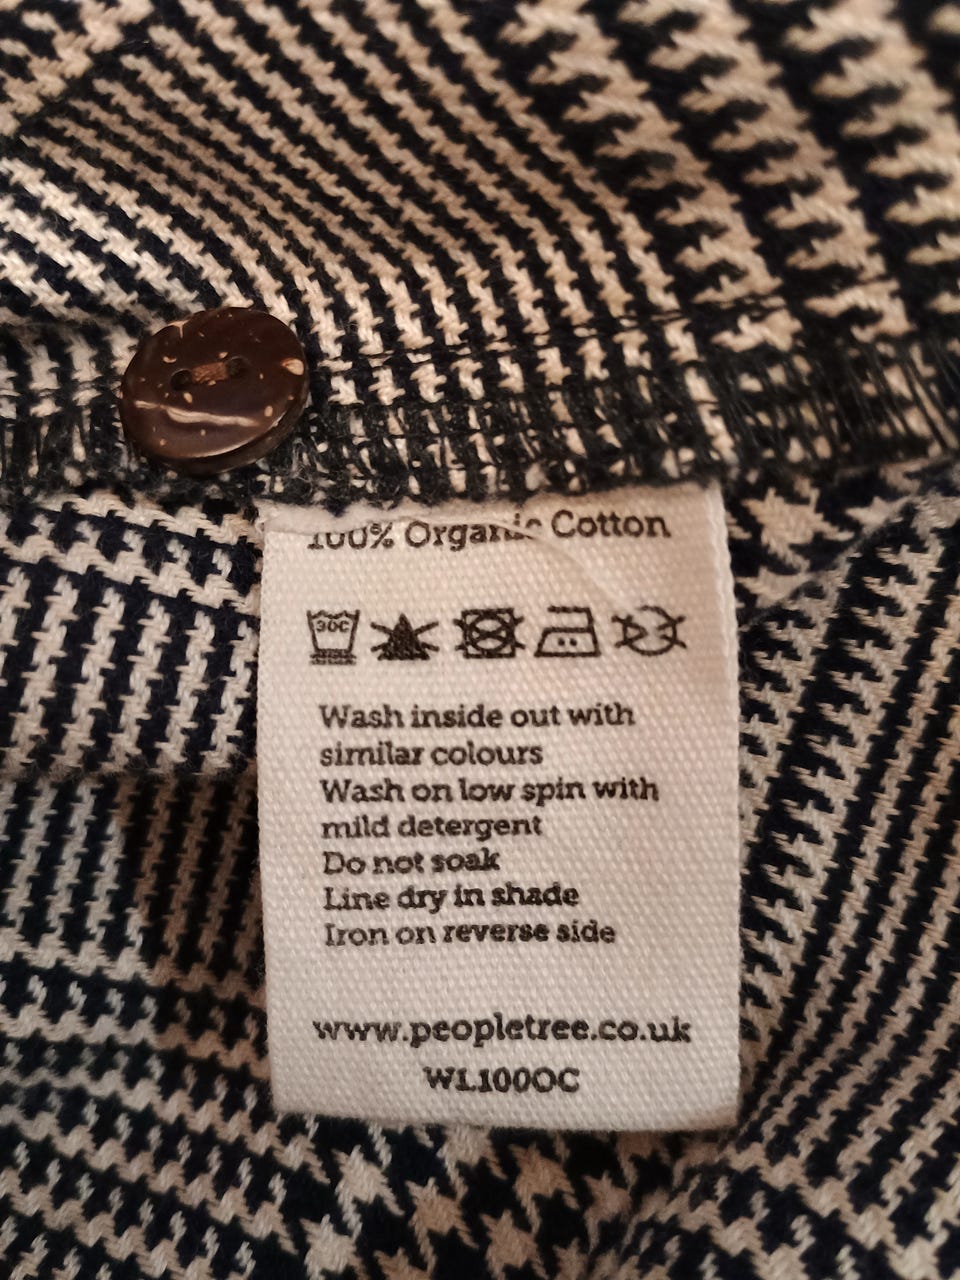 100% Organic Cotton
30C
Wash inside out with
similar colours
Wash on low spin with
mild detergent
Do not soak
Line dry in shade
Iron on reverse side
www.peopletree.co.uk
WL100OC